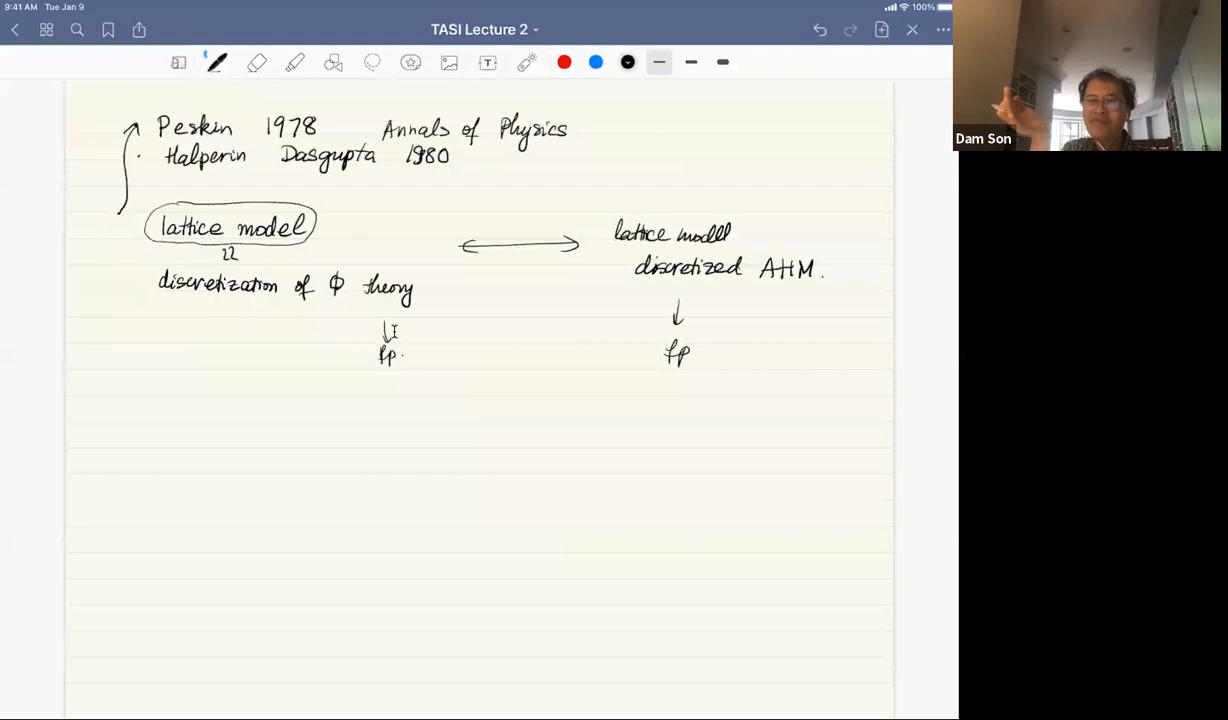 9:41 AM Tue Jan 9
100%
TASI Lecture 2
T
Dam Son
Peskin 1978 Annals of Physics
Halperin Dasgupta 1980
lattice model
discretization of ϕ theory
fp.
lattice model
discretized AHM.
fp